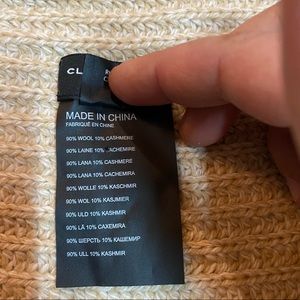 CL
MADE IN CHINA
FABRIQUÉ EN CHINE
90% WOOL 10% CASHMERE
90% LAINE 10% CACHEMIRE
90% LANA 10% CASHMERE
90% LANA 10% CACHEMIRA
90% WOLLE 10% KASCHMIR
90% WOL 10% KASJMIER
90% ULD 10% KASHMIR
90% LÃ 10% CAXEMIRA
90% ШЕРСТЬ 10% КАШЕМИР
90% ULL 10% KASHMIR